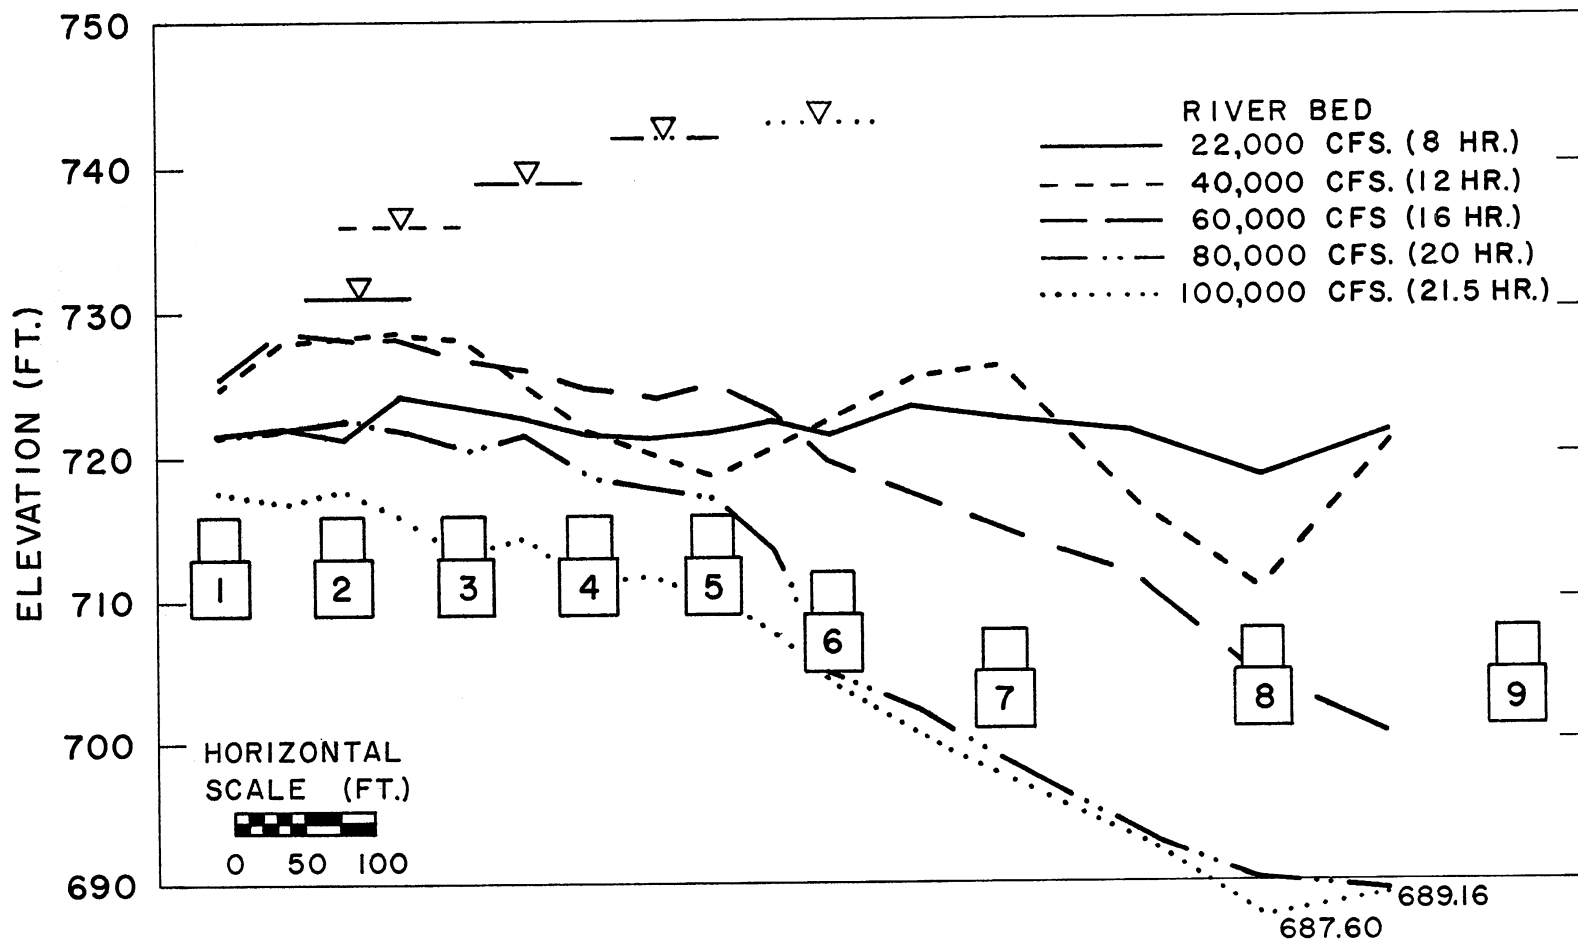 750
740
730
720
710
700
690
ELEVATION (FT.)
RIVER BED
22,000 CFS. (8 HR.)
40,000 CFS. (12 HR.)
60,000 CFS (16 HR.)
80,000 CFS. (20 HR.)
100,000 CFS. (21.5 HR.)
1
2
3
4
5
6
7
8
9
HORIZONTAL
SCALE (FT.)
0 50 100
689.16
687.60